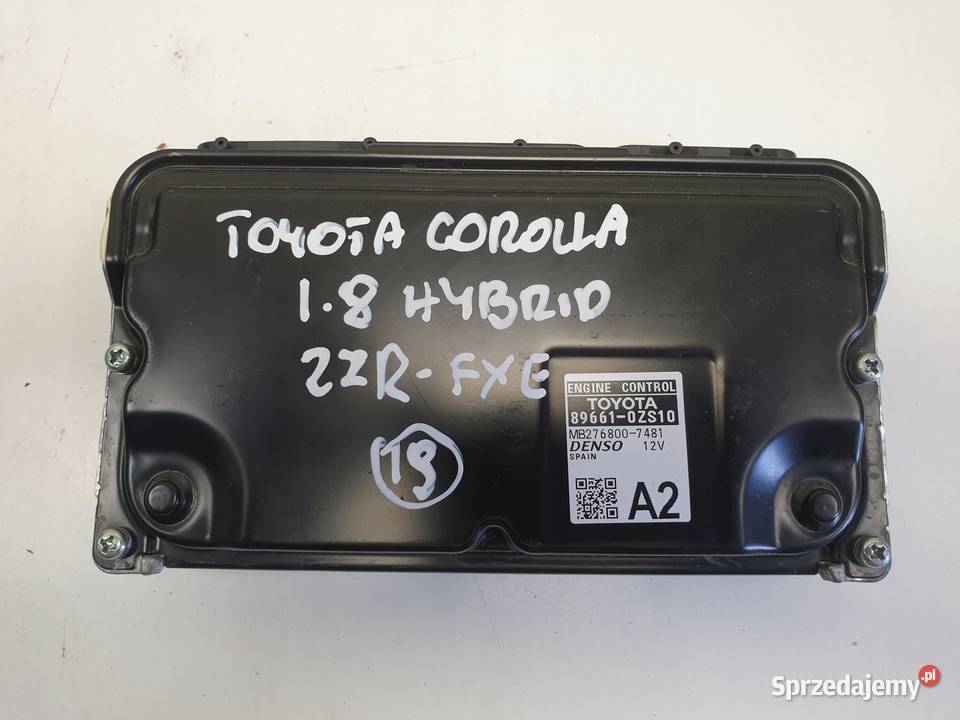 TOYOTA COROLLA
1.8 HYBRID
2ZR-FXE
19
ENGINE CONTROL
TOYOTA
89661-0ZS10
MB276800-7481
DENSO 12V
SPAIN
A2
Sprzedajemy.pl